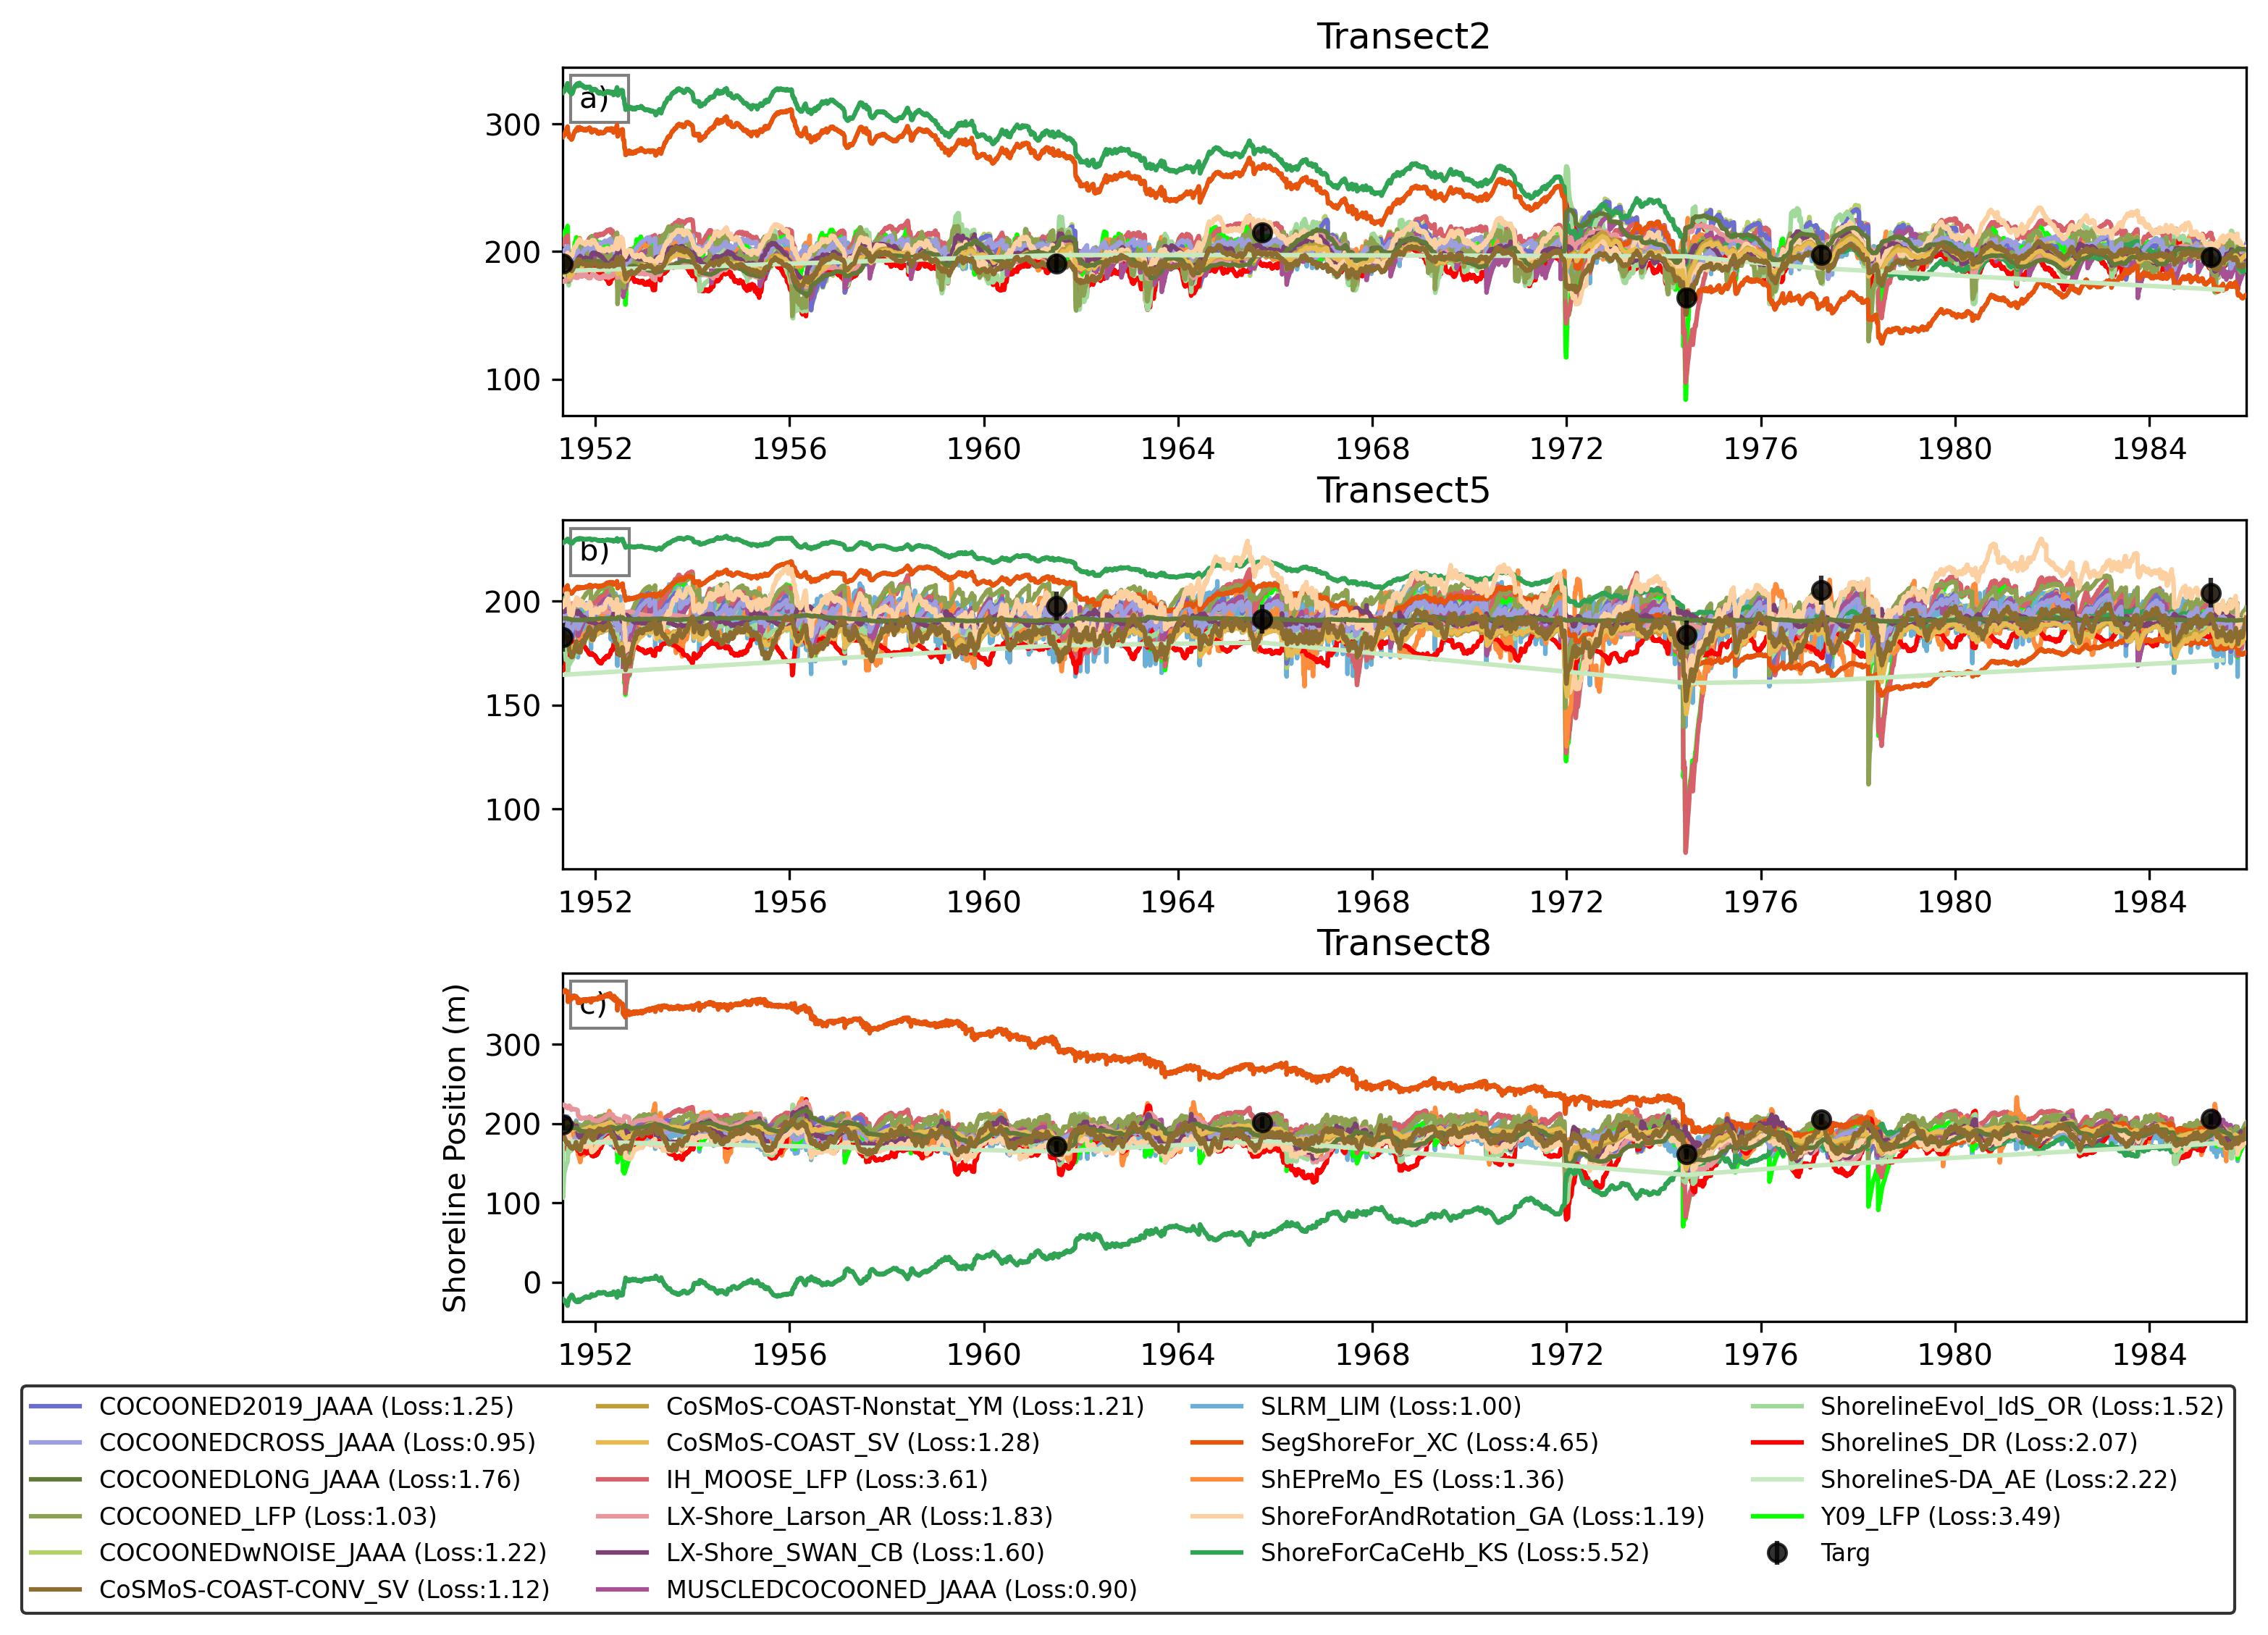 Transect2
a)
300
200
100
1952 1956 1960 1964 1968 1972 1976 1980 1984
Transect5
b)
200
150
100
1952 1956 1960 1964 1968 1972 1976 1980 1984
Transect8
c)
Shoreline Position (m)
300
200
100
0
1952 1956 1960 1964 1968 1972 1976 1980 1984
COCOONED2019_JAAA (Loss:1.25)
COCOONEDCROSS_JAAA (Loss:0.95)
COCOONEDLONG_JAAA (Loss:1.76)
COCOONED_LFP (Loss:1.03)
COCOONEDwNOISE_JAAA (Loss:1.22)
CoSMoS-COAST-CONV_SV (Loss:1.12)
CoSMoS-COAST-Nonstat_YM (Loss:1.21)
CoSMoS-COAST_SV (Loss:1.28)
IH_MOOSE_LFP (Loss:3.61)
LX-Shore_Larson_AR (Loss:1.83)
LX-Shore_SWAN_CB (Loss:1.60)
MUSCLEDCOCOONED_JAAA (Loss:0.90)
SLRM_LIM (Loss:1.00)
SegShoreFor_XC (Loss:4.65)
ShEPreMo_ES (Loss:1.36)
ShoreForAndRotation_GA (Loss:1.19)
ShoreForCaCeHb_KS (Loss:5.52)
ShorelineEvol_IdS_OR (Loss:1.52)
ShorelineS_DR (Loss:2.07)
ShorelineS-DA_AE (Loss:2.22)
Y09_LFP (Loss:3.49)
Targ